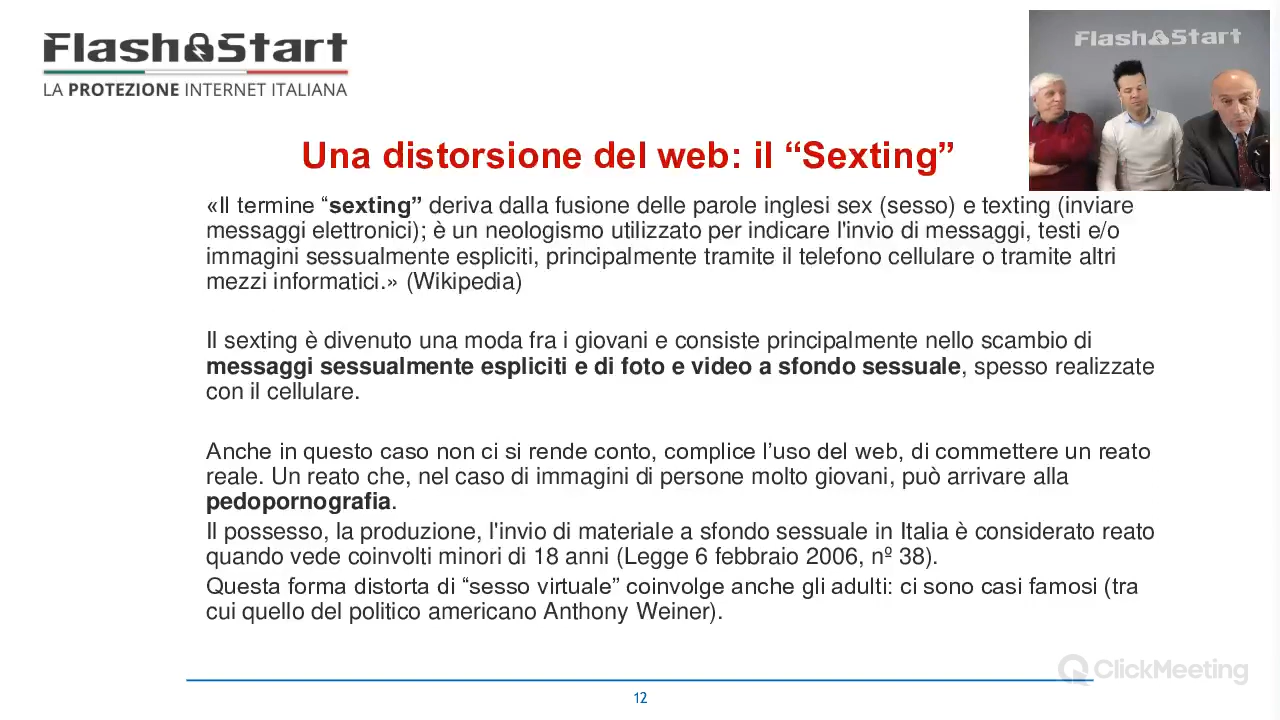 Flash Start
LA PROTEZIONE INTERNET ITALIANA
Flash Start
Una distorsione del web: il “Sexting”
«Il termine “sexting” deriva dalla fusione delle parole inglesi sex (sesso) e texting (inviare
messaggi elettronici); è un neologismo utilizzato per indicare l'invio di messaggi, testi e/o
immagini sessualmente espliciti, principalmente tramite il telefono cellulare o tramite altri
mezzi informatici.» (Wikipedia)
Il sexting è divenuto una moda fra i giovani e consiste principalmente nello scambio di
messaggi sessualmente espliciti e di foto e video a sfondo sessuale, spesso realizzate
con il cellulare.
Anche in questo caso non ci si rende conto, complice l’uso del web, di commettere un reato
reale. Un reato che, nel caso di immagini di persone molto giovani, può arrivare alla
pedopornografia.
Il possesso, la produzione, l'invio di materiale a sfondo sessuale in Italia è considerato reato
quando vede coinvolti minori di 18 anni (Legge 6 febbraio 2006, nº 38).
Questa forma distorta di “sesso virtuale” coinvolge anche gli adulti: ci sono casi famosi (tra
cui quello del politico americano Anthony Weiner).
ClickMeeting
12